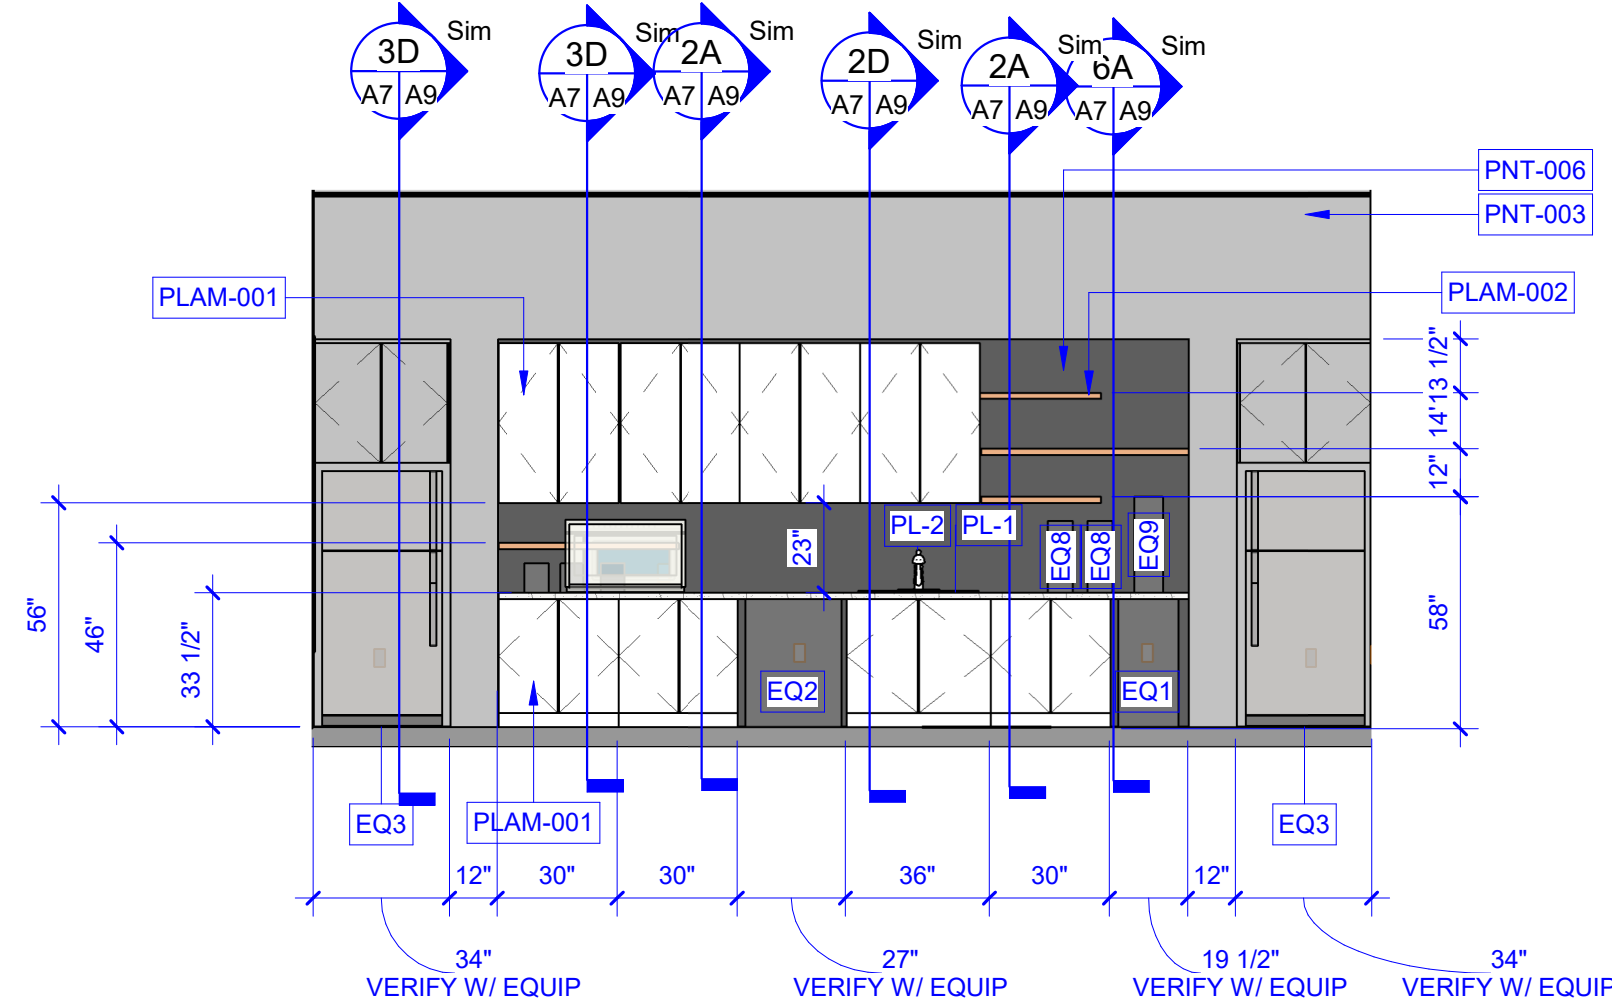 3D
A7 A9
Sim
3D
A7 A9
Sim
2A
A7 A9
Sim
2D
A7 A9
Sim
2A
A7 A9
Sim
6A
A7 A9
Sim
PNT-006
PNT-003
PLAM-001
PLAM-002
13 1/2"
14"
12"
58"
PL-2
PL-1
23"
EQ8
EQ8
EQ9
56"
46"
33 1/2"
EQ2
EQ1
EQ3
PLAM-001
EQ3
12"
30"
30"
36"
30"
12"
34"
VERIFY W/ EQUIP
27"
VERIFY W/ EQUIP
19 1/2"
VERIFY W/ EQUIP
34"
VERIFY W/ EQUIP